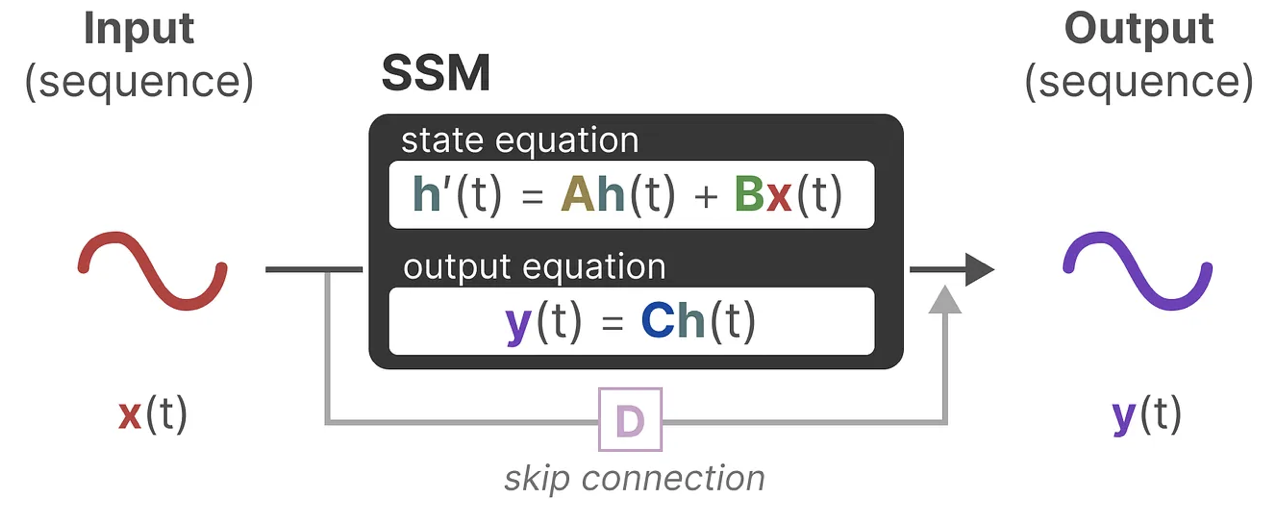 Input
(sequence)
SSM
Output
(sequence)
state equation
h′(t) = Ah(t) + Bx(t)
output equation
y(t) = Ch(t)
x(t)
D
y(t)
skip connection